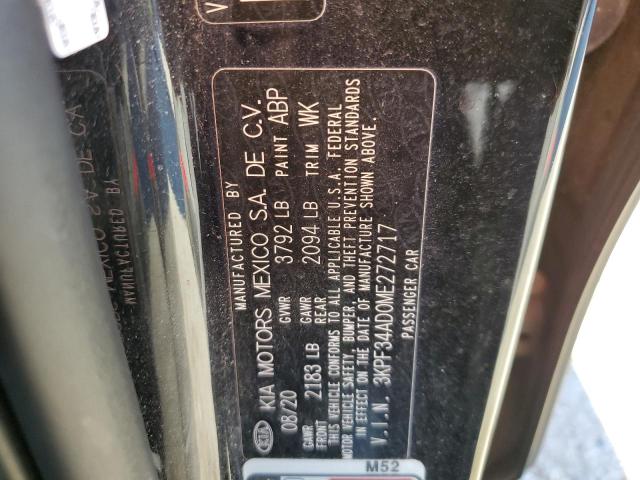 MANUFACTURED BY
KIA KIA MOTORS MEXICO S.A. DE C.V.
08/20 GVWR 3792 LB PAINT ABP
GAWR FRONT 2183 LB GAWR REAR 2094 LB TRIM WK
THIS VEHICLE CONFORMS TO ALL APPLICABLE U.S.A. FEDERAL
MOTOR VEHICLE SAFETY, BUMPER, AND THEFT PREVENTION STANDARDS
IN EFFECT ON THE DATE OF MANUFACTURE SHOWN ABOVE.
V.I.N. 3KPF34AD0ME272717
PASSENGER CAR
M52